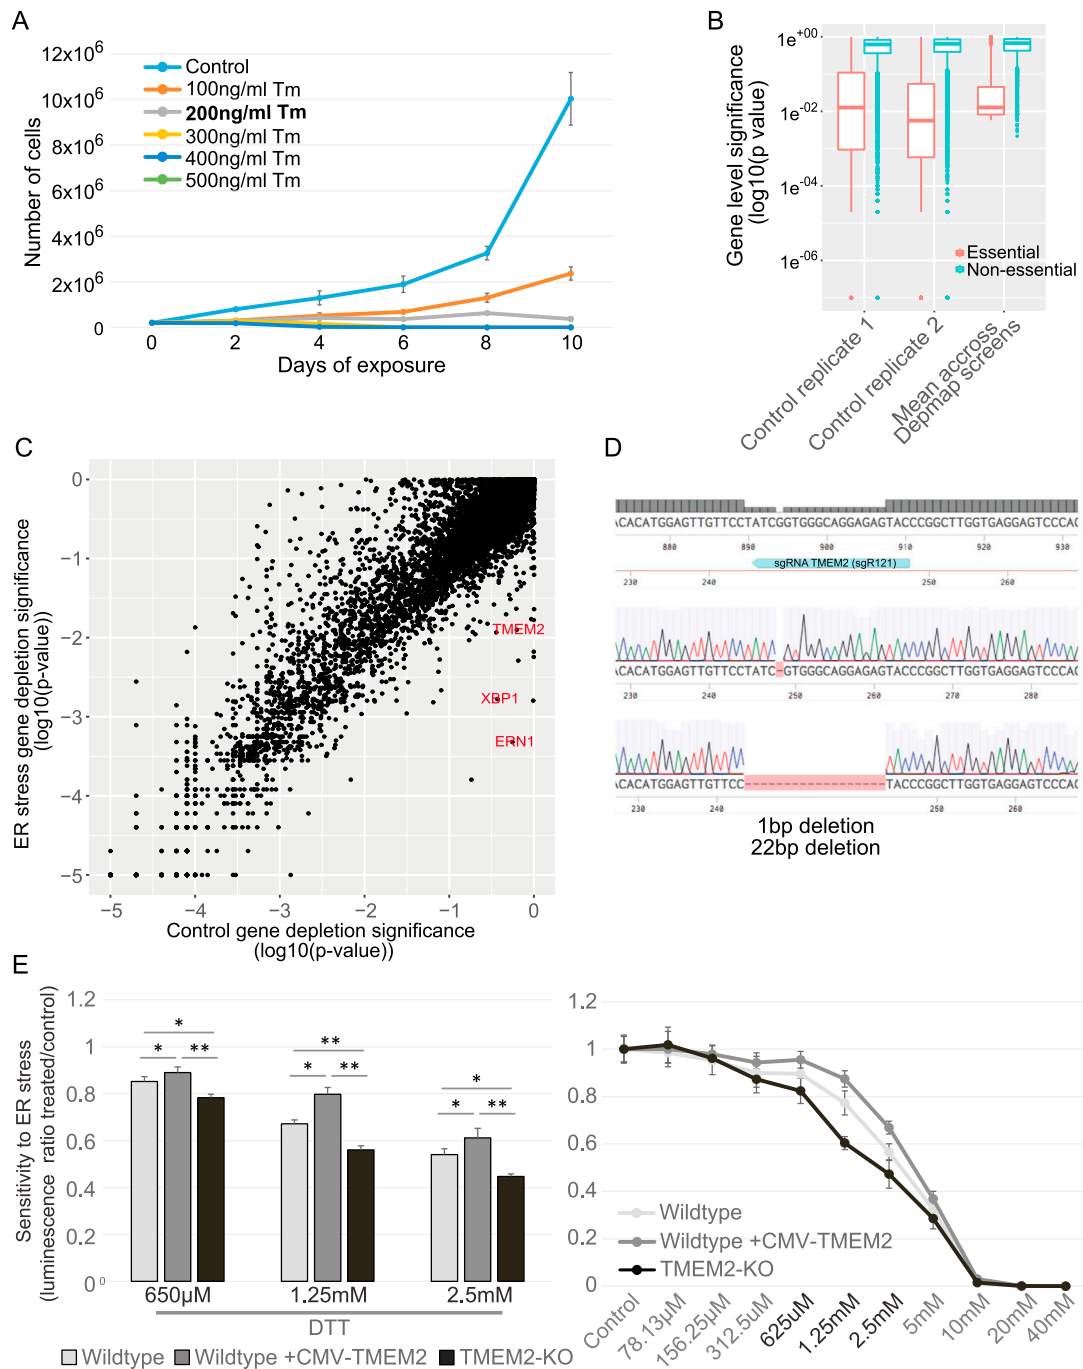 A
12x10⁶
10x10⁶
8x10⁶
6x10⁶
4x10⁶
2x10⁶
0
Number of cells
Control
100ng/ml Tm
200ng/ml Tm
300ng/ml Tm
400ng/ml Tm
500ng/ml Tm
0 2 4 6 8 10
Days of exposure
B
Gene level significance
(log10(p value)
1e⁺⁰⁰
1e⁻⁰²
1e⁻⁰⁴
1e⁻⁰⁶
Essential
Non-essential
Control replicate 1
Control replicate 2
Mean accross
Depmap screens
C
ER stress gene depletion significance
(log10(p-value))
0
−1
−2
−3
−4
−5
TMEM2
XBP1
ERN1
−5 −4 −3 −2 −1 0
Control gene depletion significance
(log10(p-value))
D
CACATGGAGTTGTTCCTATCGGTGGGCAGGAGAGTACCCGGCTTGGTGAGGAGTCCCAG
880 890 900 910 920 930
sgRNA TMEM2 (sgR121)
230 240 250 260
CACATGGAGTTGTTCCTATC-TTGGGCAGGAGAGTACCCGGCTTGGTGAGGAGTCCCAG
230 240 250 260 270 280
CACATGGAGTTGTTCC------------------TACCCGGCTTGGTGAGGAGTCCCAG
230 240 250 260
1bp deletion
22bp deletion
E
Sensitivity to ER stress
(luminescence ratio treated/control)
1.2
1
0.8
0.6
0.4
0.2
0 0
* * **
** * **
* * **
650µM 1.25mM 2.5mM
DTT
Wildtype Wildtype +CMV-TMEM2 TMEM2-KO
1.2
1
0.8
0.6
0.4
0.2
0
Wildtype
Wildtype +CMV-TMEM2
TMEM2-KO
Control
78.13µM
156.25µM
312.5uM
625uM
1.25mM
2.5mM
5mM
10mM
20mM
40mM